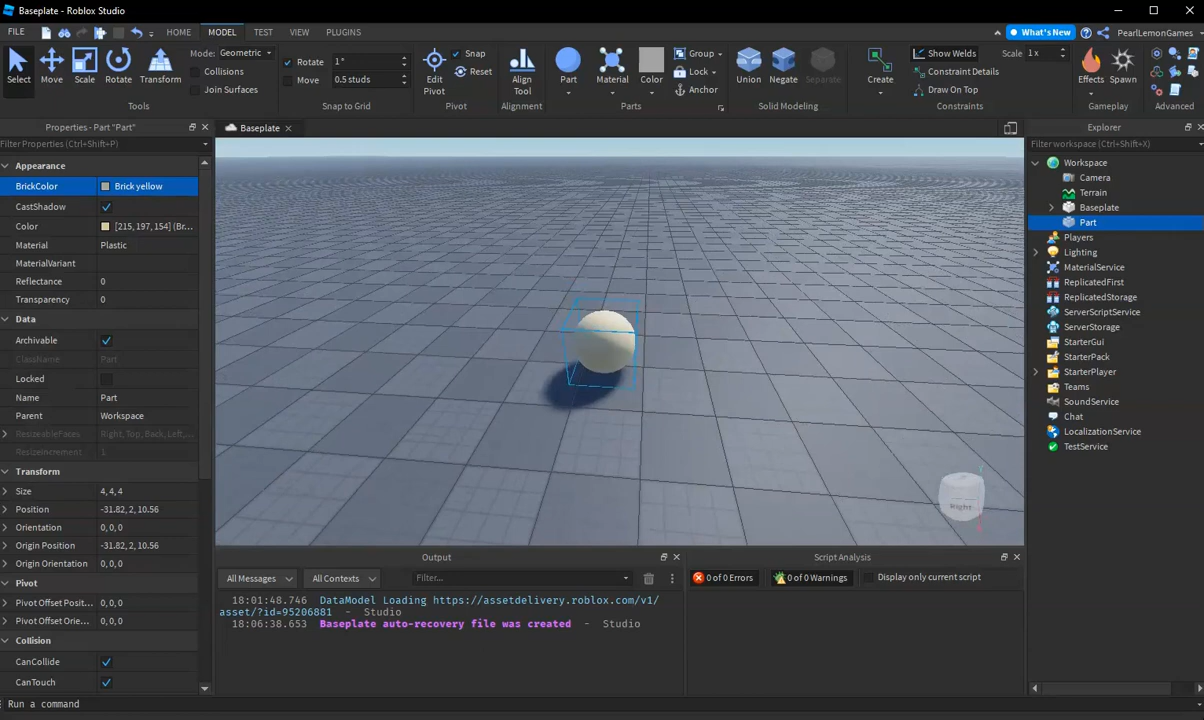 Baseplate - Roblox Studio
FILE HOME MODEL TEST VIEW PLUGINS What's New PearlLemonGames
Select Move Scale Rotate Transform
Mode: Geometric
Collisions
Join Surfaces
Tools
Rotate 1°
Move 0.5 studs
Snap to Grid
Edit Pivot
Snap
Reset
Pivot
Align Tool
Alignment
Part Material Color
Group
Lock
Anchor
Parts
Union Negate Separate
Solid Modeling
Create
Show Welds Scale 1 x
Constraint Details
Draw On Top
Constraints
Effects Spawn
Gameplay
Advanced
Properties - Part "Part"
Filter Properties (Ctrl+Shift+P)
Appearance
BrickColor Brick yellow
CastShadow
Color [215, 197, 154] (Br...
Material Plastic
MaterialVariant
Reflectance 0
Transparency 0
Data
Archivable
ClassName Part
Locked
Name Part
Parent Workspace
ResizeableFaces Right, Top, Back, Left,...
ResizeIncrement 1
Transform
Size 4, 4, 4
Position -31.82, 2, 10.56
Orientation 0, 0, 0
Origin Position -31.82, 2, 10.56
Origin Orientation 0, 0, 0
Pivot
Pivot Offset Posit... 0, 0, 0
Pivot Offset Orie... 0, 0, 0
Collision
CanCollide
CanTouch
Baseplate
Right
Y
Output
All Messages All Contexts Filter...
18:01:48.746 DataModel Loading https://assetdelivery.roblox.com/v1/
asset/?id=95206881 - Studio
18:06:38.653 Baseplate auto-recovery file was created - Studio
Script Analysis
0 of 0 Errors 0 of 0 Warnings Display only current script
Explorer
Filter workspace (Ctrl+Shift+X)
Workspace
Camera
Terrain
Baseplate
Part
Players
Lighting
MaterialService
ReplicatedFirst
ReplicatedStorage
ServerScriptService
ServerStorage
StarterGui
StarterPack
StarterPlayer
Teams
SoundService
Chat
LocalizationService
TestService
Run a command